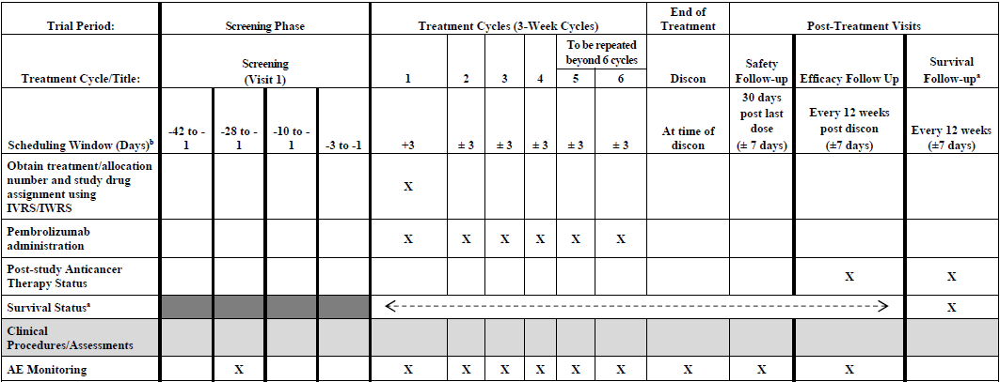 Trial Period: Screening Phase Treatment Cycles (3-Week Cycles) End of Treatment Post-Treatment Visits
Treatment Cycle/Title: Screening (Visit 1) 1 2 3 4 To be repeated beyond 6 cycles 5 6 Discon Safety Follow-up Efficacy Follow Up Survival Follow-upᵃ
Scheduling Window (Days)ᵇ -42 to -1 -28 to -1 -10 to -1 -3 to -1 +3 ± 3 ± 3 ± 3 ± 3 ± 3 At time of discon 30 days post last dose (± 7 days) Every 12 weeks post discon (±7 days) Every 12 weeks (±7 days)
Obtain treatment/allocation number and study drug assignment using IVRS/IWRS X
Pembrolizumab administration X X X X X X
Post-study Anticancer Therapy Status X X
Survival Statusᵃ X
Clinical Procedures/Assessments
AE Monitoring X X X X X X X X X X